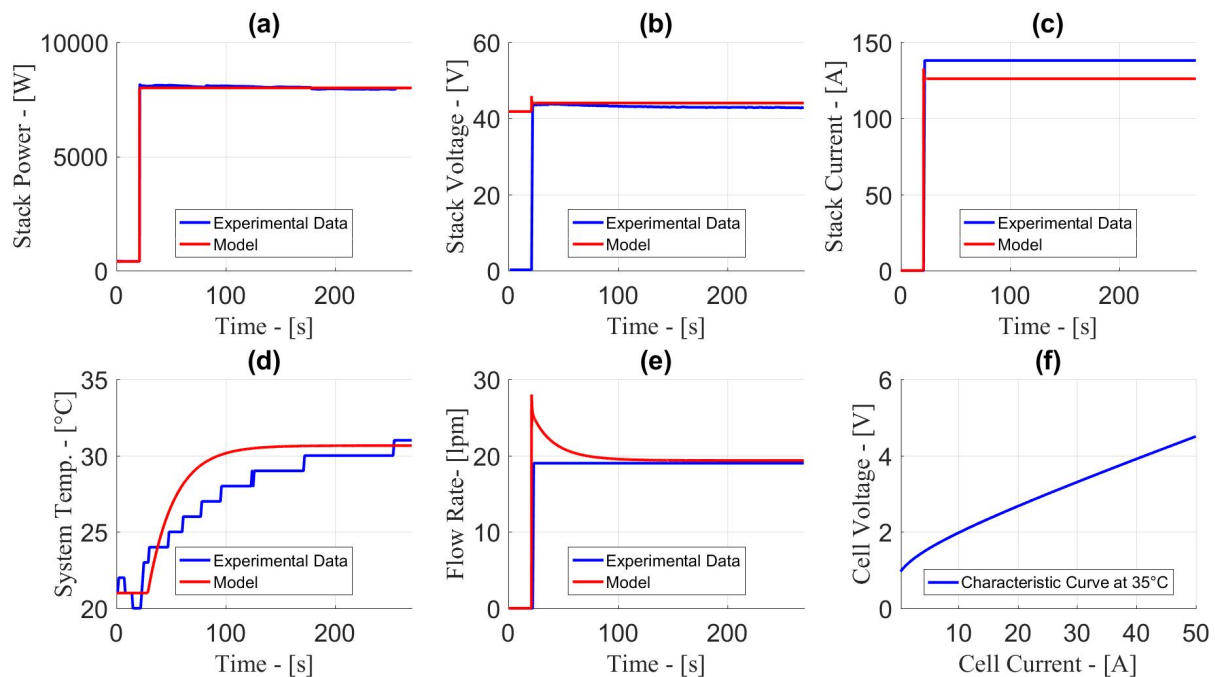 (a)
Stack Power - [W]
10000
5000
0
Experimental Data
Model
0
100
200
Time - [s]
(b)
Stack Voltage - [V]
60
40
20
0
Experimental Data
Model
0
100
200
Time - [s]
(c)
Stack Current - [A]
150
100
50
0
Experimental Data
Model
0
100
200
Time - [s]
(d)
System Temp. - [°C]
35
30
25
20
Experimental Data
Model
0
100
200
Time - [s]
(e)
Flow Rate- [lpm]
30
20
10
0
Experimental Data
Model
0
100
200
Time - [s]
(f)
Cell Voltage - [V]
6
4
2
0
Characteristic Curve at 35°C
10
20
30
40
50
Cell Current - [A]